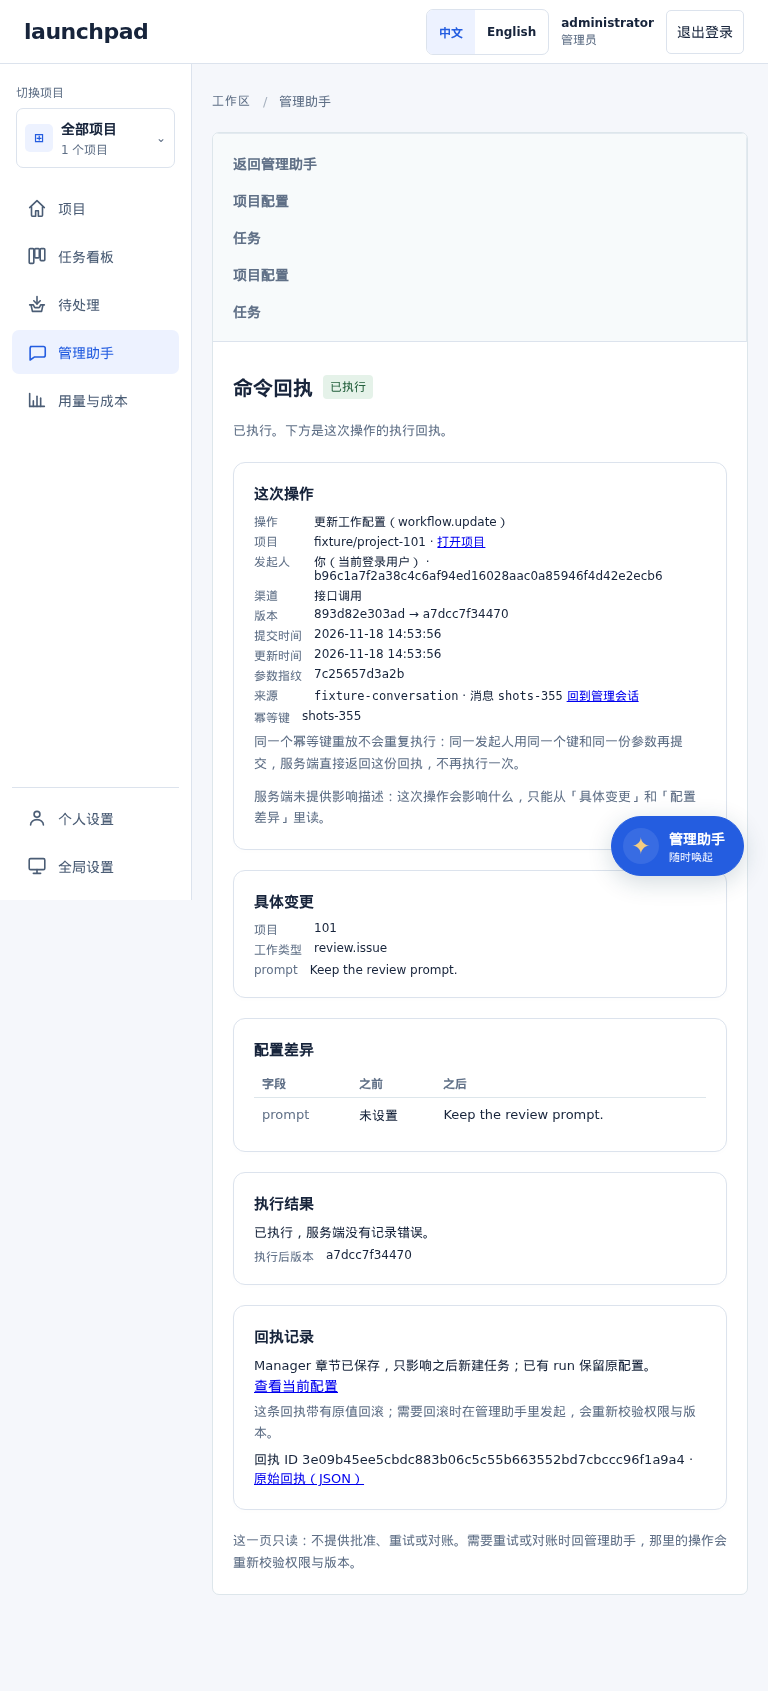 launchpad
中文
English
administrator
管理员
退出登录
切换项目
全部项目
1 个项目
项目
任务看板
待处理
管理助手
用量与成本
个人设置
全局设置
工作区 / 管理助手
返回管理助手
项目配置
任务
项目配置
任务
命令回执 已执行
已执行。下方是这次操作的执行回执。
这次操作
操作 更新工作配置（workflow.update）
项目 fixture/project-101 · 打开项目
发起人 你（当前登录用户） ·
b96c1a7f2a38c4c6af94ed16028aac0a85946f4d42e2ecb6
渠道 接口调用
版本 893d82e303ad → a7dcc7f34470
提交时间 2026-11-18 14:53:56
更新时间 2026-11-18 14:53:56
参数指纹 7c25657d3a2b
来源 fixture-conversation · 消息 shots-355 回到管理会话
幂等键 shots-355
同一个幂等键重放不会重复执行：同一发起人用同一个键和同一份参数再提
交，服务端直接返回这份回执，不再执行一次。
服务端未提供影响描述：这次操作会影响什么，只能从「具体变更」和「配置
差异」里读。
管理助手
随时唤起
具体变更
项目 101
工作类型 review.issue
prompt Keep the review prompt.
配置差异
字段 之前 之后
prompt 未设置 Keep the review prompt.
执行结果
已执行，服务端没有记录错误。
执行后版本 a7dcc7f34470
回执记录
Manager 章节已保存，只影响之后新建任务；已有 run 保留原配置。
查看当前配置
这条回执带有原值回滚；需要回滚时在管理助手里发起，会重新校验权限与版
本。
回执 ID 3e09b45ee5cbdc883b06c5c55b663552bd7cbccc96f1a9a4 ·
原始回执（JSON）
这一页只读：不提供批准、重试或对账。需要重试或对账时回管理助手，那里的操作会
重新校验权限与版本。